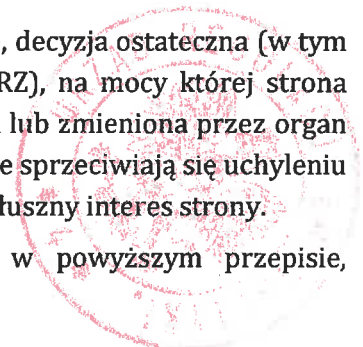 , decyzja ostateczna (w tym
RZ), na mocy której strona
lub zmieniona przez organ
e sprzeciwiają się uchyleniu
łuszny interes strony.
w powyższym przepisie,